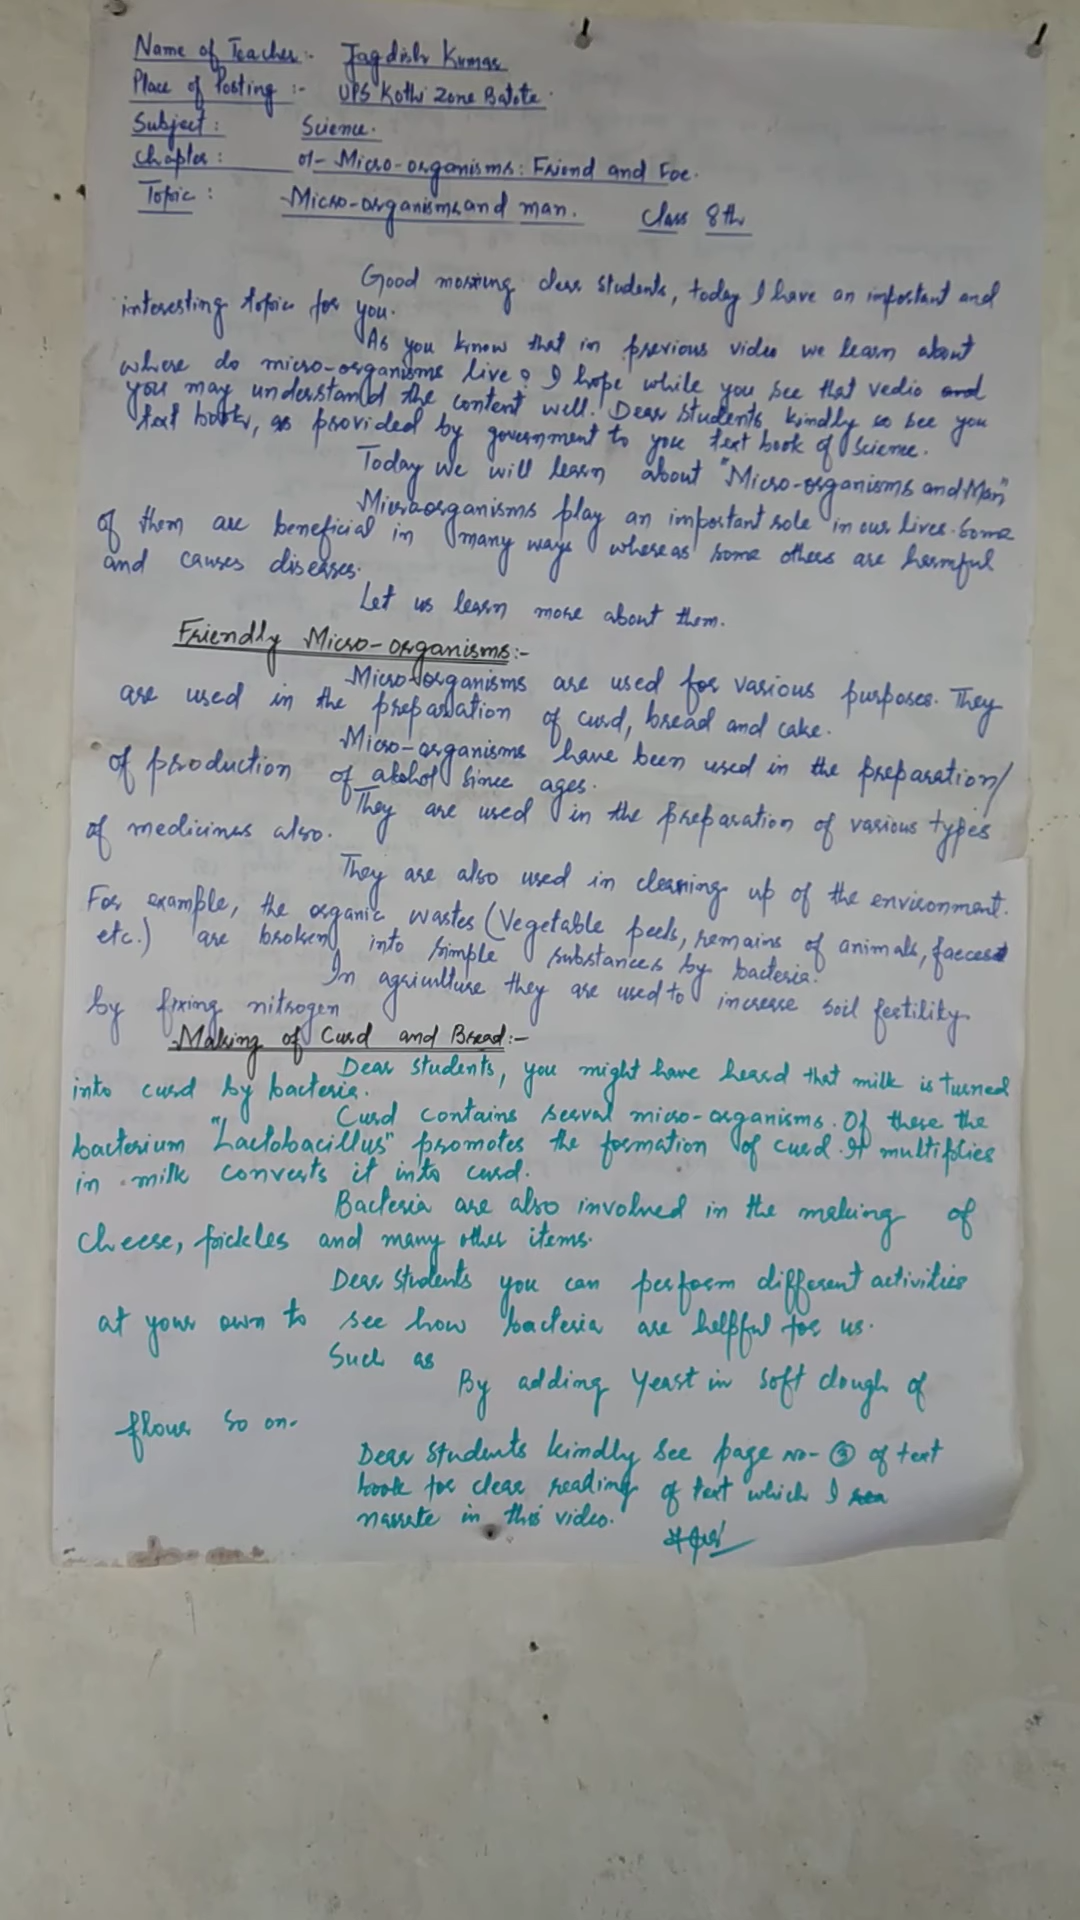 Name of Teacher:- Jagdish Kumar
Place of Posting :- UPS Kothi Zone Batote.
Subject: Science.
Chapter: 01- Micro-organisms: Friend and Foe.
Topic: Micro-organisms and man. Class 8th
Good morning dear students, today I have an important and
interesting topic for you.
As you know that in previous video we learn about
where do micro-organisms live? I hope while you see that vedio and
you may understand the content well. Dear students kindly so see you
text book, as provided by government to you text book of Science.
Today we will learn about "Micro-organisms and Man"
Microorganisms play an important role in our lives. Some
of them are beneficial in many ways whereas some others are harmful
and causes diseases.
Let us learn more about them.
Friendly Micro-organisms:-
Micro-organisms are used for various purposes. They
are used in the preparation of curd, bread and cake.
Micro-organisms have been used in the preparation/
of production of alcohol since ages.
They are used in the preparation of various types
of medicines also.
They are also used in cleaning up of the environment.
For example, the organic wastes (Vegetable peels, remains of animals, faeces
etc.) are broken into simple substances by bacteria.
In agriculture they are used to increase soil fertility
by fixing nitrogen
Making of Curd and Bread:-
Dear students, you might have heard that milk is turned
into curd by bacteria.
Curd contains serval micro-organisms. Of these the
bacterium "Lactobacillus" promotes the formation of curd. It multiplies
in milk converts it into curd.
Bacteria are also involved in the making of
cheese, pickles and many other items.
Dear Students you can perform different activities
at your own to see how bacteria are helpful for us.
Such as
By adding Yeast in soft dough of
flour so on.
Dear Students kindly see page no- 3 of text
book for clear reading of text which I
narrate in this video.